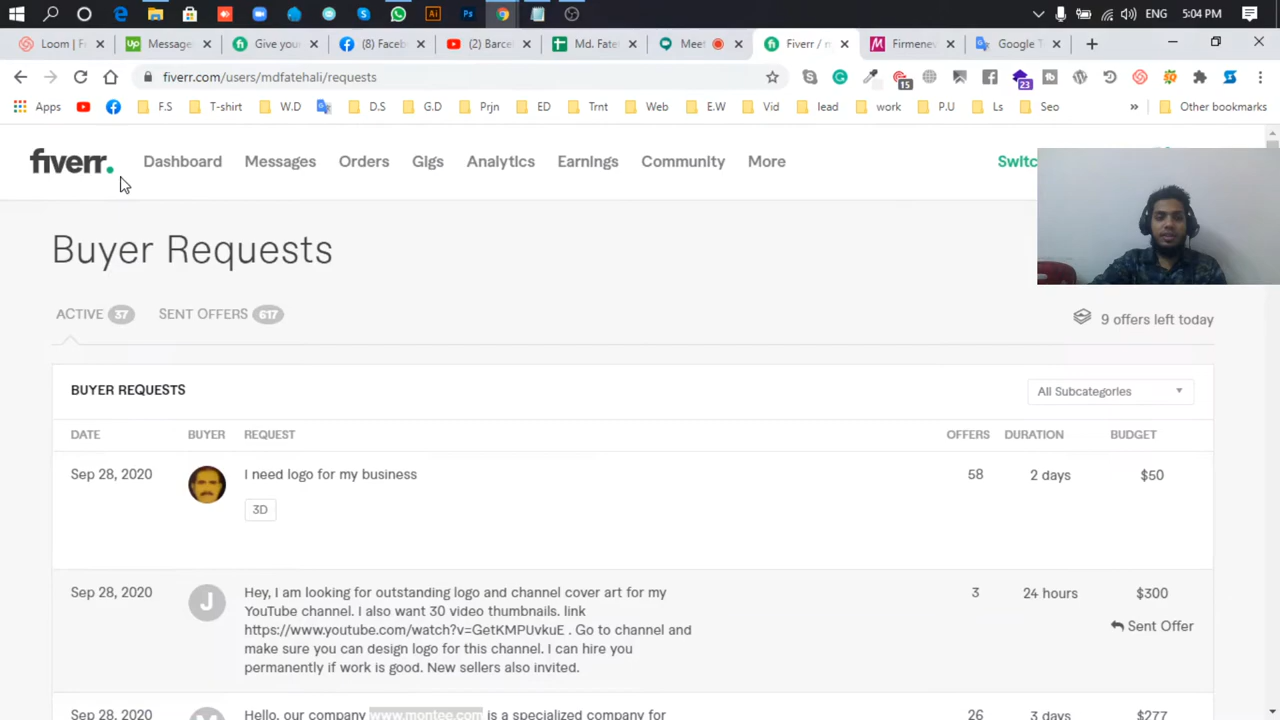 ENG 5:04 PM
Loom | F Message Give your (8) Faceb (2) Barce Md. Fate Meet Fiverr / Firmenev Google T
fiverr.com/users/mdfatehali/requests
15 23
Apps F.S T-shirt W.D D.S G.D Prjn ED Trnt Web E.W Vid lead work P.U Ls Seo » Other bookmarks
fiverr. Dashboard Messages Orders Gigs Analytics Earnings Community More Switc
Buyer Requests
ACTIVE 37 SENT OFFERS 617 9 offers left today
BUYER REQUESTS All Subcategories
DATE BUYER REQUEST OFFERS DURATION BUDGET
Sep 28, 2020 I need logo for my business 58 2 days $50
3D
Sep 28, 2020 J Hey, I am looking for outstanding logo and channel cover art for my 3 24 hours $300
YouTube channel. I also want 30 video thumbnails. link
https://www.youtube.com/watch?v=GetKMPUvkuE . Go to channel and Sent Offer
make sure you can design logo for this channel. I can hire you
permanently if work is good. New sellers also invited.
Sep 28, 2020 M Hello, our company www.montee.com is a specialized company for 26 3 days $277